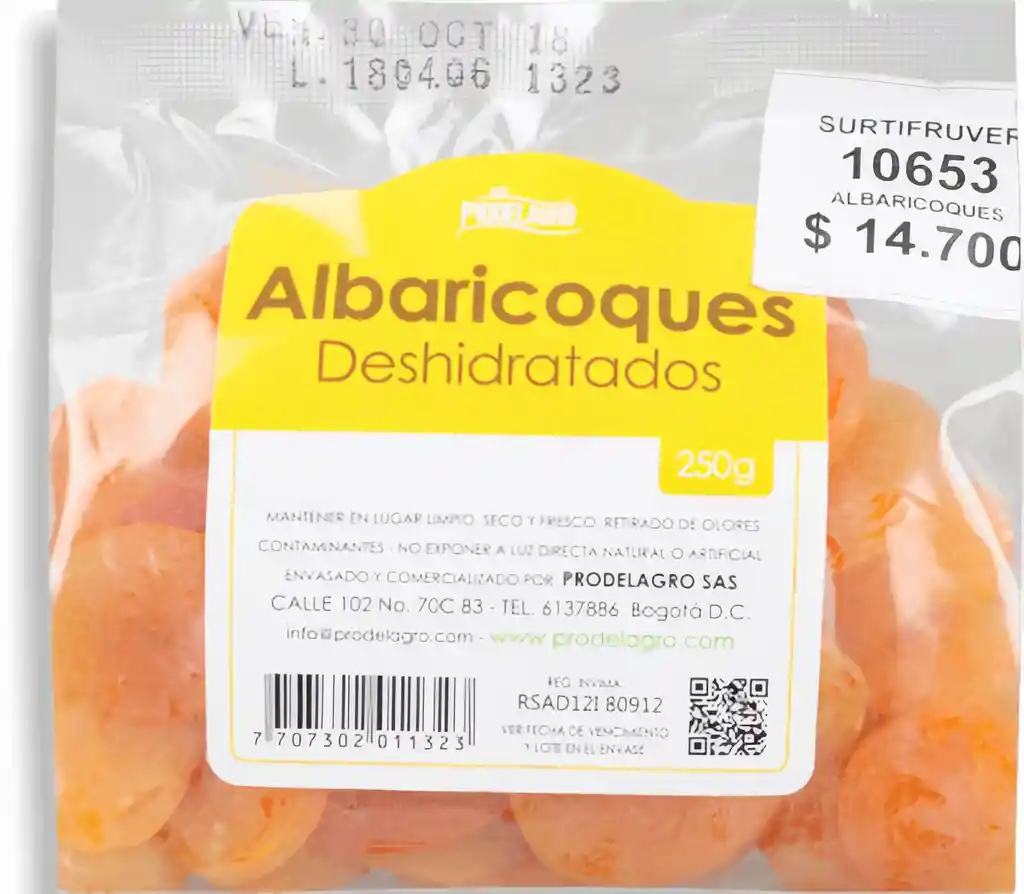 VEN. 30 OCT 18
L. 180406 1323
SURTIFRUVER
10653
ALBARICOQUES
$ 14.700
PRODELAGRO
Albaricoques
Deshidratados
250g
MANTENER EN LUGAR LIMPIO, SECO Y FRESCO, RETIRADO DE OLORES
CONTAMINANTES - NO EXPONER A LUZ DIRECTA NATURAL O ARTIFICIAL
ENVASADO Y COMERCIALIZADO POR PRODELAGRO SAS
CALLE 102 No. 70C 83 - TEL. 6137886 Bogotá D.C.
info@prodelagro.com - www.prodelagro.com
REG. INVIMA
RSAD12I80912
VER FECHA DE VENCIMIENTO
Y LOTE EN EL ENVASE
7 707302 011323